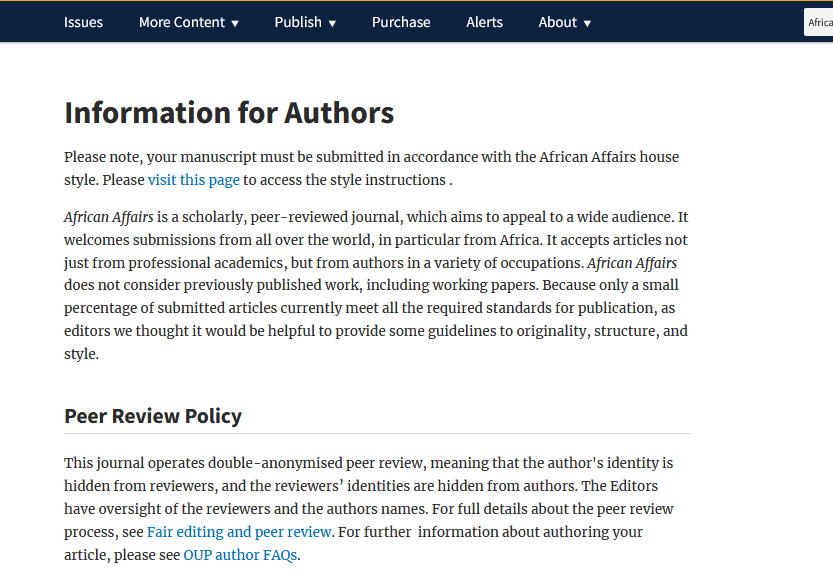 Issues More Content ▼ Publish ▼ Purchase Alerts About ▼ Africa
Information for Authors
Please note, your manuscript must be submitted in accordance with the African Affairs house
style. Please visit this page to access the style instructions .
African Affairs is a scholarly, peer-reviewed journal, which aims to appeal to a wide audience. It
welcomes submissions from all over the world, in particular from Africa. It accepts articles not
just from professional academics, but from authors in a variety of occupations. African Affairs
does not consider previously published work, including working papers. Because only a small
percentage of submitted articles currently meet all the required standards for publication, as
editors we thought it would be helpful to provide some guidelines to originality, structure, and
style.
Peer Review Policy
This journal operates double-anonymised peer review, meaning that the author's identity is
hidden from reviewers, and the reviewers’ identities are hidden from authors. The Editors
have oversight of the reviewers and the authors names. For full details about the peer review
process, see Fair editing and peer review. For further  information about authoring your
article, please see OUP author FAQs.